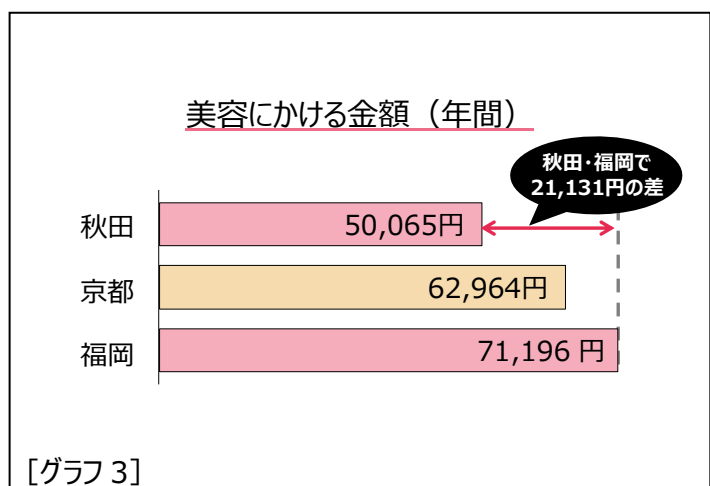 美容にかける金額（年間）
秋田・福岡で
21,131円の差
秋田
50,065円
京都
62,964円
福岡
71,196 円
[グラフ 3]